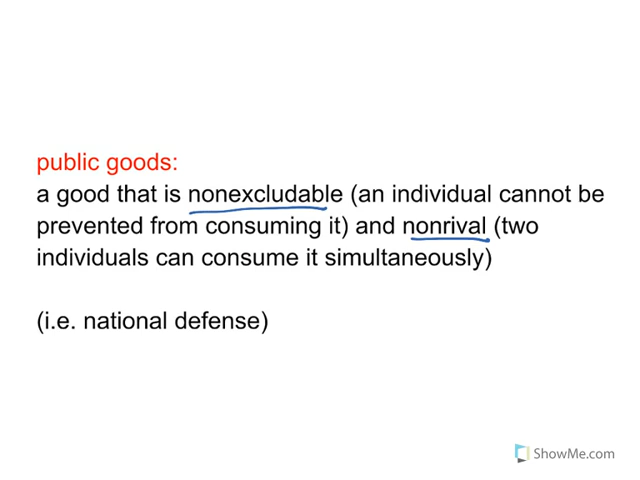 public goods:
a good that is nonexcludable (an individual cannot be
prevented from consuming it) and nonrival (two
individuals can consume it simultaneously)
(i.e. national defense)
ShowMe.com